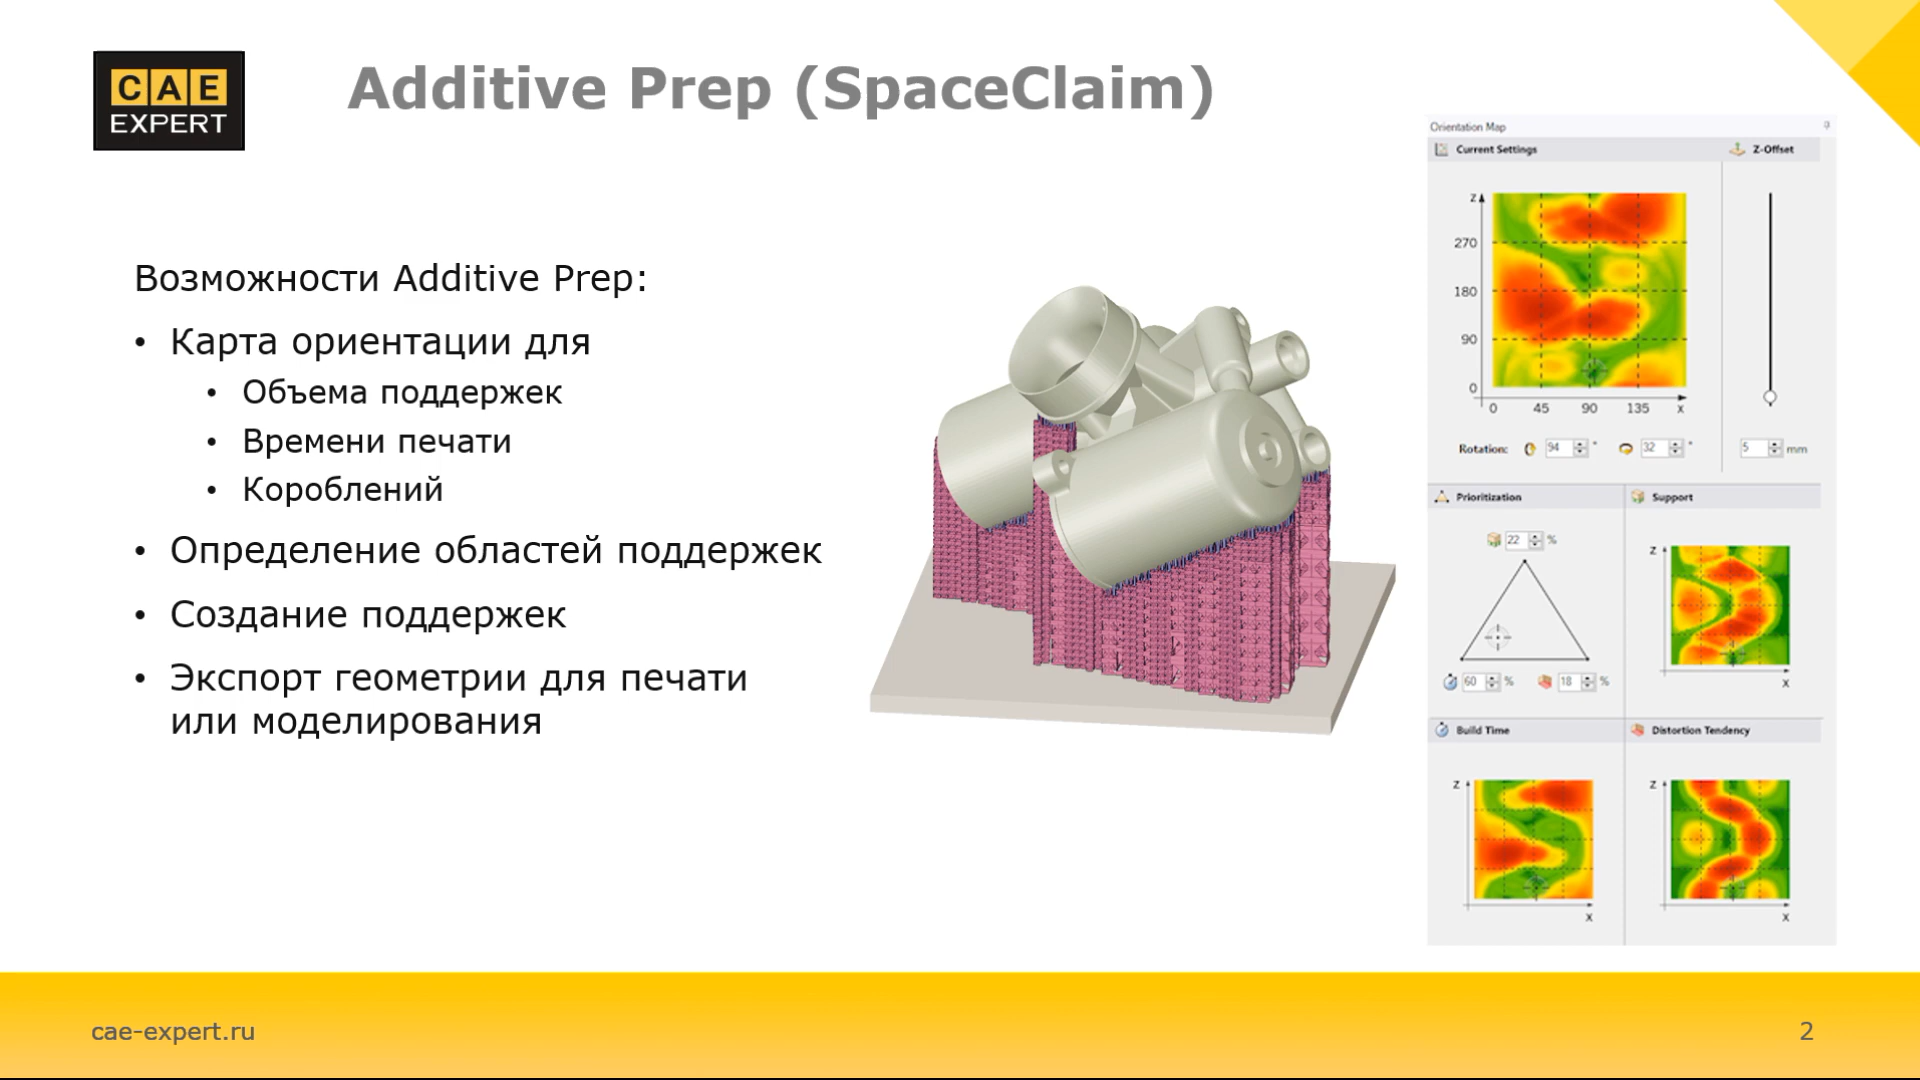 CAE
EXPERT
Additive Prep (SpaceClaim)
Возможности Additive Prep:
• Карта ориентации для
• Объема поддержек
• Времени печати
• Короблений
• Определение областей поддержек
• Создание поддержек
• Экспорт геометрии для печати
или моделирования
Orientation Map
Current Settings
Z-Offset
Z
270
180
90
0
0 45 90 135 X
Rotation: 94 ° 32 °
5 mm
Prioritization
Support
22 %
60 % 18 %
Z
X
Build Time
Distortion Tendency
Z
X
Z
X
cae-expert.ru
2